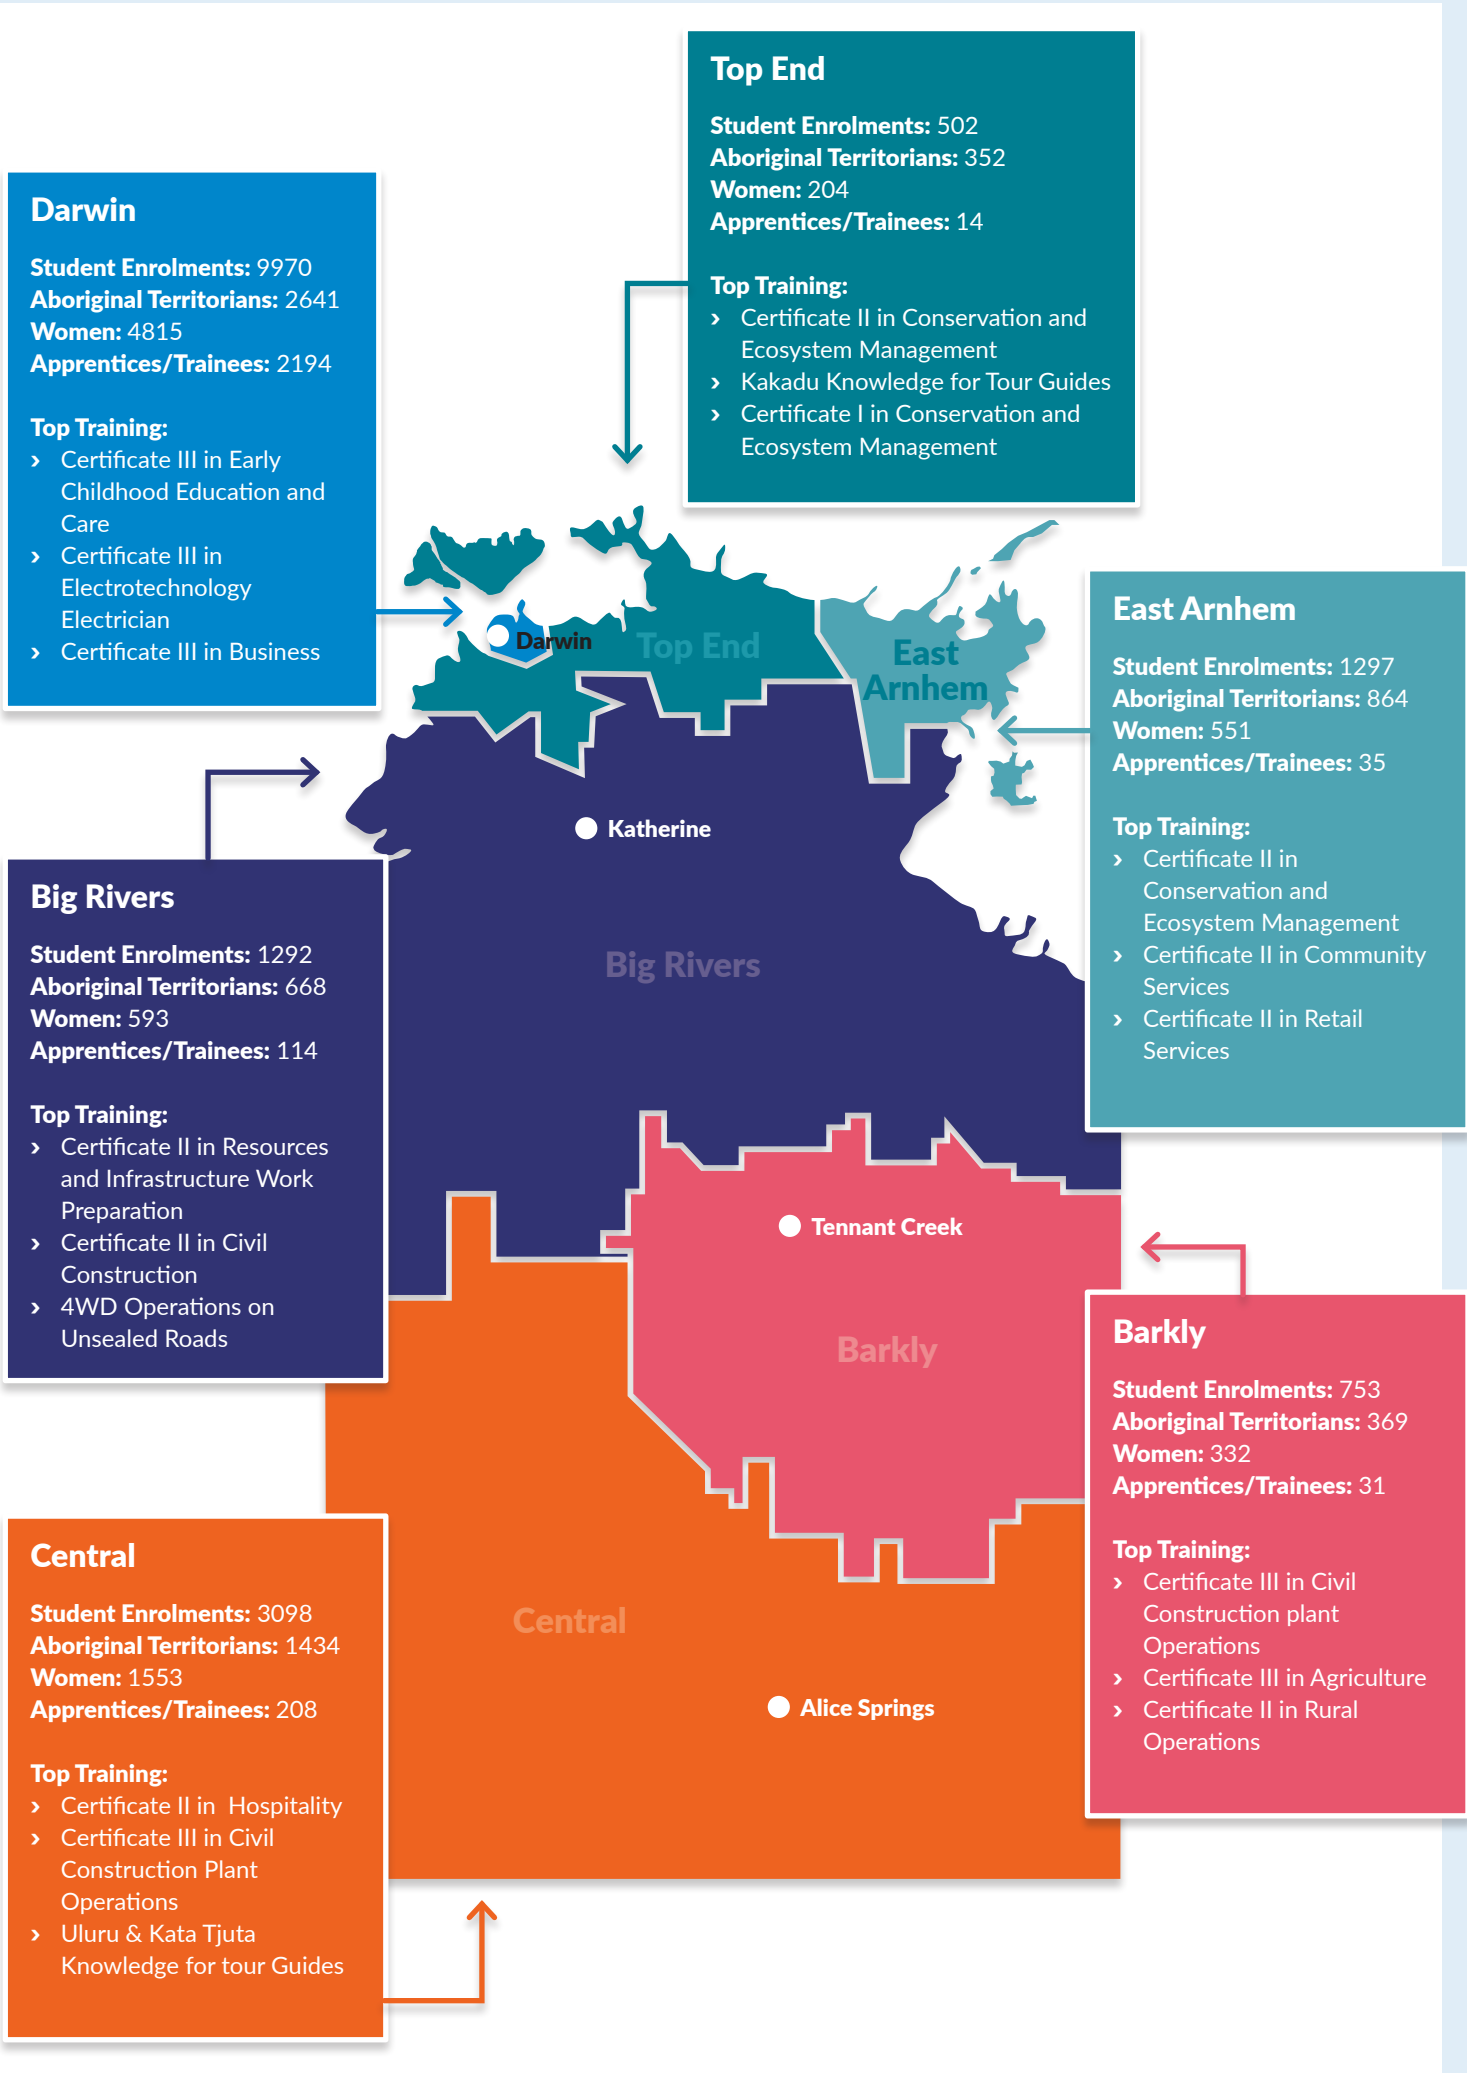 Top End
Student Enrolments: 502
Aboriginal Territorians: 352
Women: 204
Apprentices/Trainees: 14
Top Training:
› Certificate II in Conservation and
Ecosystem Management
› Kakadu Knowledge for Tour Guides
› Certificate I in Conservation and
Ecosystem Management
Darwin
Student Enrolments: 9970
Aboriginal Territorians: 2641
Women: 4815
Apprentices/Trainees: 2194
Top Training:
› Certificate III in Early
Childhood Education and
Care
› Certificate III in
Electrotechnology
Electrician
› Certificate III in Business
East Arnhem
Student Enrolments: 1297
Aboriginal Territorians: 864
Women: 551
Apprentices/Trainees: 35
Top Training:
› Certificate II in
Conservation and
Ecosystem Management
› Certificate II in Community
Services
› Certificate II in Retail
Services
Darwin
Top End
East
Arnhem
Katherine
Big Rivers
Big Rivers
Student Enrolments: 1292
Aboriginal Territorians: 668
Women: 593
Apprentices/Trainees: 114
Top Training:
› Certificate II in Resources
and Infrastructure Work
Preparation
› Certificate II in Civil
Construction
› 4WD Operations on
Unsealed Roads
Tennant Creek
Barkly
Barkly
Student Enrolments: 753
Aboriginal Territorians: 369
Women: 332
Apprentices/Trainees: 31
Top Training:
› Certificate III in Civil
Construction plant
Operations
› Certificate III in Agriculture
› Certificate II in Rural
Operations
Central
Student Enrolments: 3098
Aboriginal Territorians: 1434
Women: 1553
Apprentices/Trainees: 208
Top Training:
› Certificate II in  Hospitality
› Certificate III in Civil
Construction Plant
Operations
› Uluru & Kata Tjuta
Knowledge for tour Guides
Central
Alice Springs